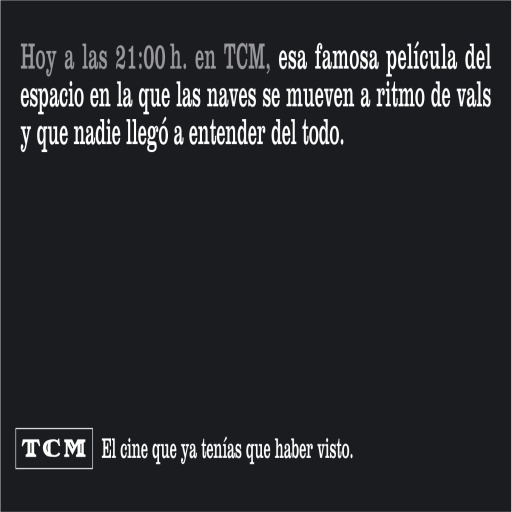 Hoy a las 21:00 h. en TCM, esa famosa película del
espacio en la que las naves se mueven a ritmo de vals
y que nadie llegó a entender del todo.
TCM El cine que ya tenías que haber visto.